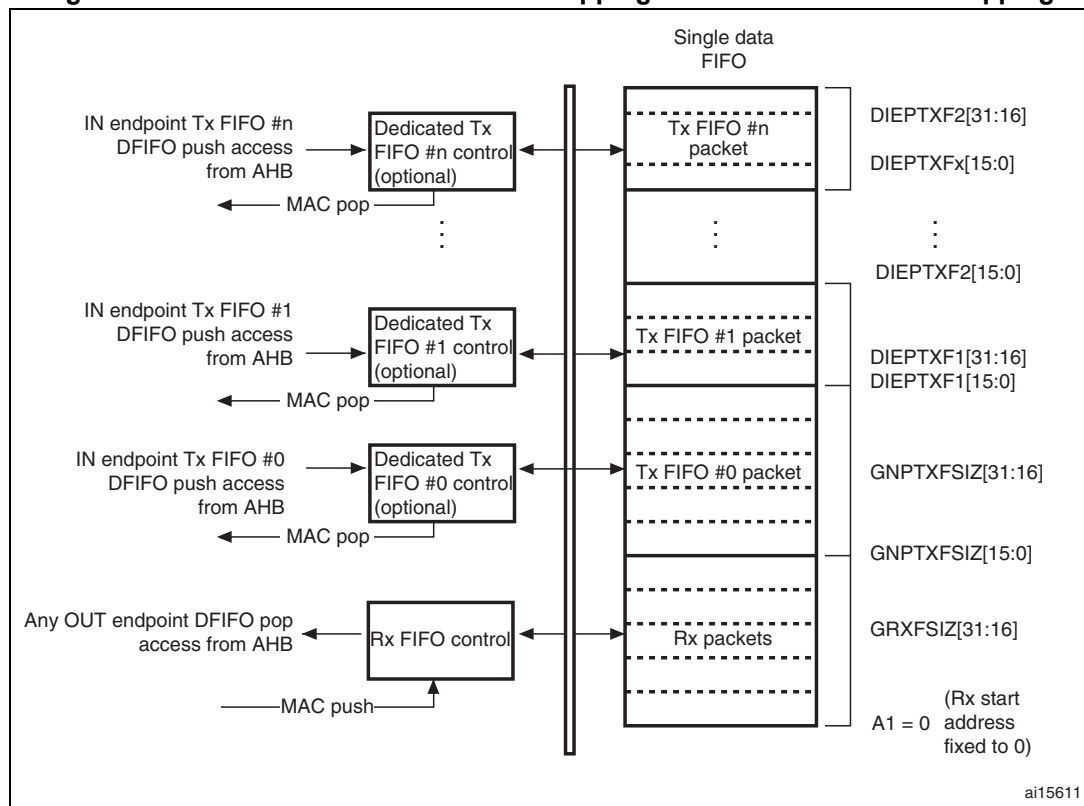 Single data
FIFO
IN endpoint Tx FIFO #n
DFIFO push access
from AHB
Dedicated Tx
FIFO #n control
(optional)
MAC pop
Tx FIFO #n
packet
DIEPTXF2[31:16]
DIEPTXFx[15:0]
DIEPTXF2[15:0]
IN endpoint Tx FIFO #1
DFIFO push access
from AHB
Dedicated Tx
FIFO #1 control
(optional)
MAC pop
Tx FIFO #1 packet
DIEPTXF1[31:16]
DIEPTXF1[15:0]
IN endpoint Tx FIFO #0
DFIFO push access
from AHB
Dedicated Tx
FIFO #0 control
(optional)
MAC pop
Tx FIFO #0 packet
GNPTXFSIZ[31:16]
GNPTXFSIZ[15:0]
Any OUT endpoint DFIFO pop
access from AHB
Rx FIFO control
MAC push
Rx packets
GRXFSIZ[31:16]
A1 = 0
(Rx start
address
fixed to 0)
ai15611